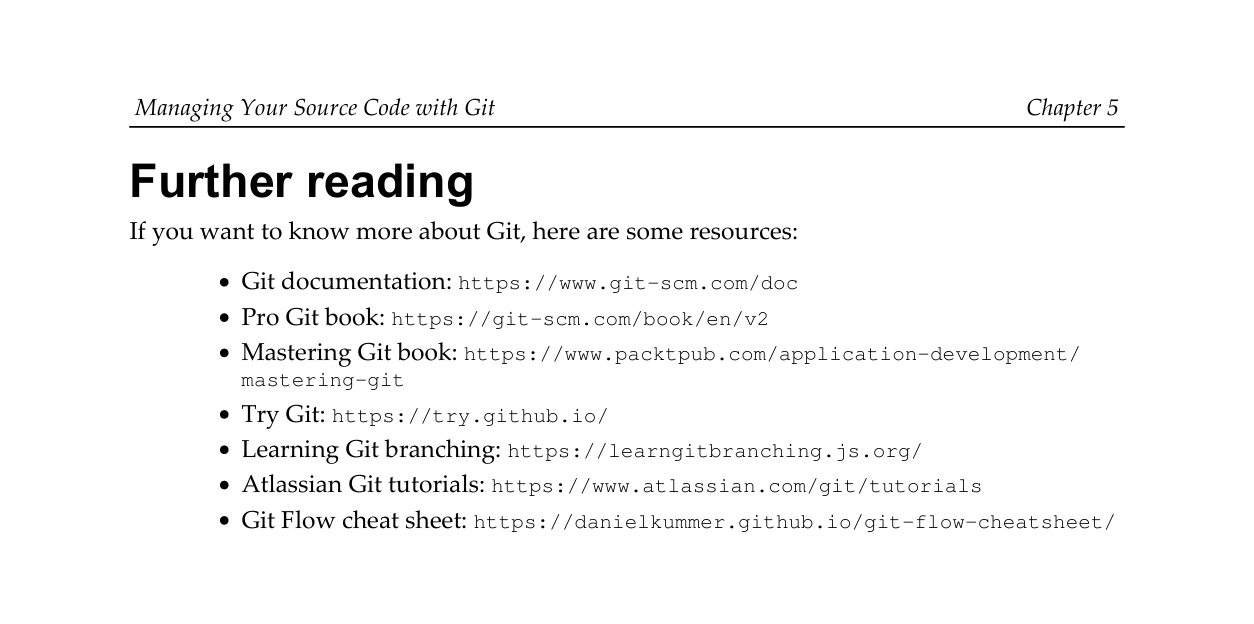 Managing Your Source Code with Git Chapter 5
Further reading
If you want to know more about Git, here are some resources:
• Git documentation: https://www.git-scm.com/doc
• Pro Git book: https://git-scm.com/book/en/v2
• Mastering Git book: https://www.packtpub.com/application-development/
mastering-git
• Try Git: https://try.github.io/
• Learning Git branching: https://learngitbranching.js.org/
• Atlassian Git tutorials: https://www.atlassian.com/git/tutorials
• Git Flow cheat sheet: https://danielkummer.github.io/git-flow-cheatsheet/